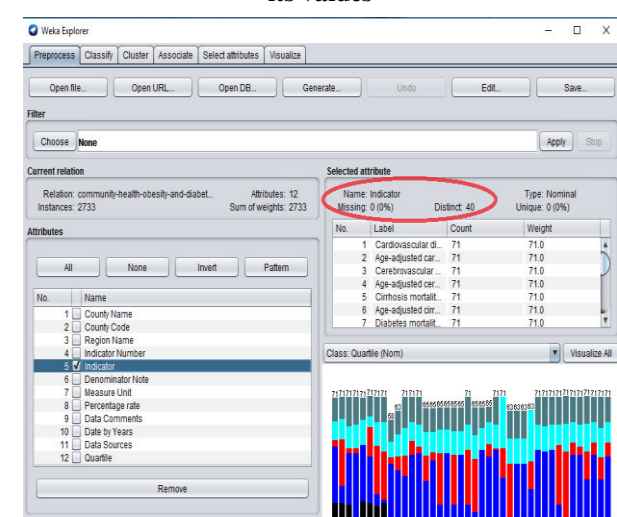 its values
Weka Explorer
Preprocess Classify Cluster Associate Select attributes Visualize
Open file... Open URL... Open DB... Generate... Undo Edit... Save...
Filter
Choose None Apply Stop
Current relation
Relation: community-health-obesity-and-diabet... Attributes: 12
Instances: 2733 Sum of weights: 2733
Selected attribute
Name: Indicator Type: Nominal
Missing: 0 (0%) Distinct: 40 Unique: 0 (0%)
No. Label Count Weight
1 Cardiovascular di... 71 71.0
2 Age-adjusted car... 71 71.0
3 Cerebrovascular ... 71 71.0
4 Age-adjusted cer... 71 71.0
5 Cirrhosis mortalit... 71 71.0
6 Age-adjusted cirr... 71 71.0
7 Diabetes mortalit... 71 71.0
Attributes
All None Invert Pattern
No. Name
1 County Name
2 County Code
3 Region Name
4 Indicator Number
5 Indicator
6 Denominator Note
7 Measure Unit
8 Percentage rate
9 Data Comments
10 Date by Years
11 Data Sources
12 Quartile
Remove
Class: Quartile (Nom) Visualize All